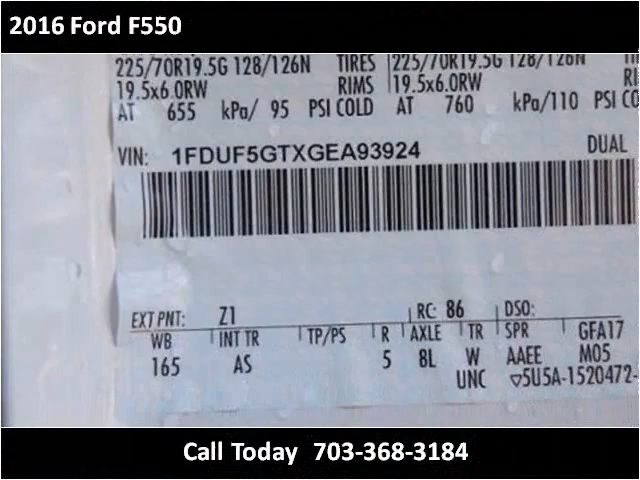 2016 Ford F550
225/70R19.5G 128/126N TIRES 225/70R19.5G 128/126N
19.5x6.0RW RIMS 19.5x6.0RW
AT 655 kPa/ 95 PSI COLD AT 760 kPa/110 PSI
VIN: 1FDUF5GTXGEA93924 DUAL
EXT PNT: Z1 RC: 86 DSO:
WB INT TR TP/PS R AXLE TR SPR GFA17
165 AS 5 8L W AAEE M05
UNC ▽5U5A-1520472-
Call Today 703-368-3184